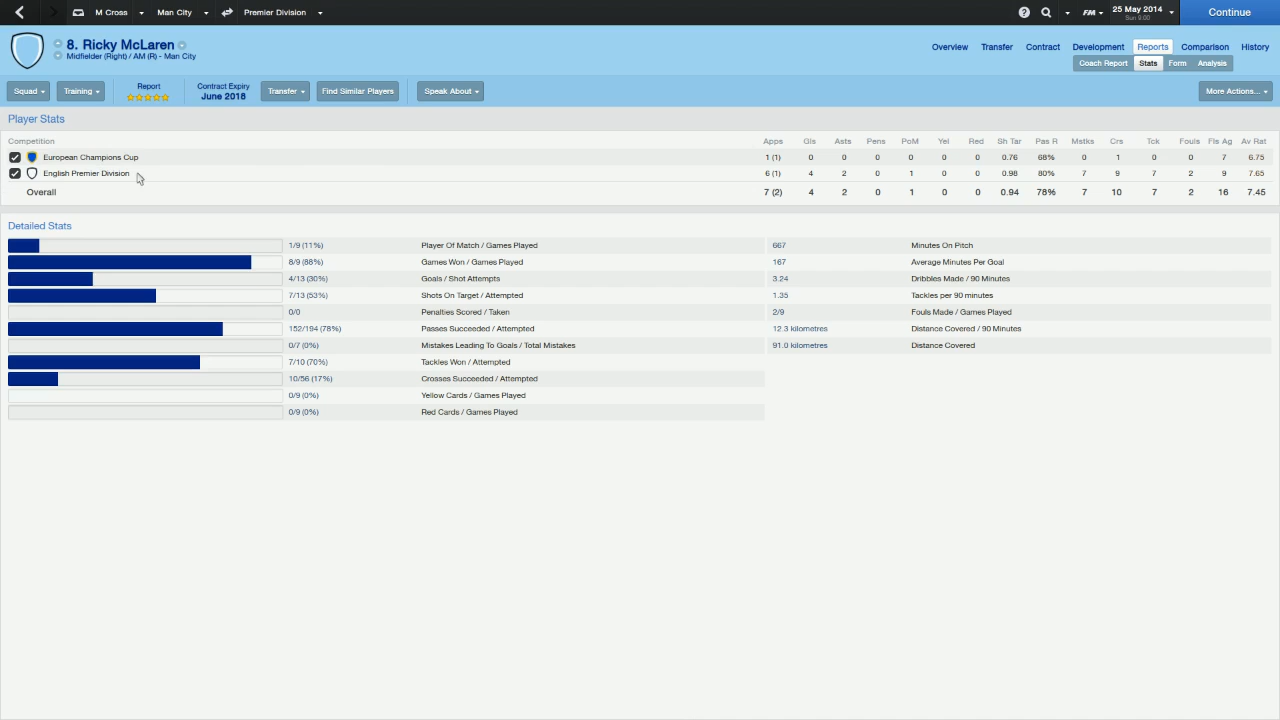 M Cross Man City Premier Division FM 25 May 2014 Continue
Sun 9:00
8. Ricky McLaren
Midfielder (Right) / AM (R) - Man City
Overview Transfer Contract Development Reports Comparison History
Coach Report Stats Form Analysis
Squad Training Report Contract Expiry June 2018 Transfer Find Similar Players Speak About More Actions...
Player Stats
Competition Apps Gls Asts Pens PoM Yel Red Sh Tar Pas R Mstks Crs Tck Fouls Fls Ag Av Rat
European Champions Cup 1 (1) 0 0 0 0 0 0 0.76 68% 0 1 0 0 7 6.75
English Premier Division 6 (1) 4 2 0 1 0 0 0.98 80% 7 9 7 2 9 7.65
Overall 7 (2) 4 2 0 1 0 0 0.94 78% 7 10 7 2 16 7.45
Detailed Stats
1/9 (11%) Player Of Match / Games Played 667 Minutes On Pitch
8/9 (88%) Games Won / Games Played 167 Average Minutes Per Goal
4/13 (30%) Goals / Shot Attempts 3.24 Dribbles Made / 90 Minutes
7/13 (53%) Shots On Target / Attempted 1.35 Tackles per 90 minutes
0/0 Penalties Scored / Taken 2/9 Fouls Made / Games Played
152/194 (78%) Passes Succeeded / Attempted 12.3 kilometres Distance Covered / 90 Minutes
0/7 (0%) Mistakes Leading To Goals / Total Mistakes 91.0 kilometres Distance Covered
7/10 (70%) Tackles Won / Attempted
10/56 (17%) Crosses Succeeded / Attempted
0/9 (0%) Yellow Cards / Games Played
0/9 (0%) Red Cards / Games Played